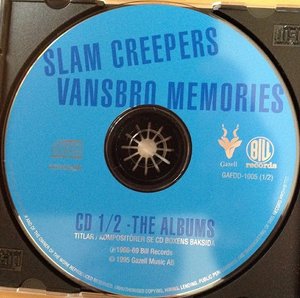 SLAM CREEPERS
VANSBRO MEMORIES
Gazell
BILL
records
GAFDD-1005 (1/2)
CD 1/2 - THE ALBUMS
TITLAR / KOMPOSITÖRER SE CD BOXENS BAKSIDA
℗ 1966-69 Bill Records
© 1995 Gazell Music AB